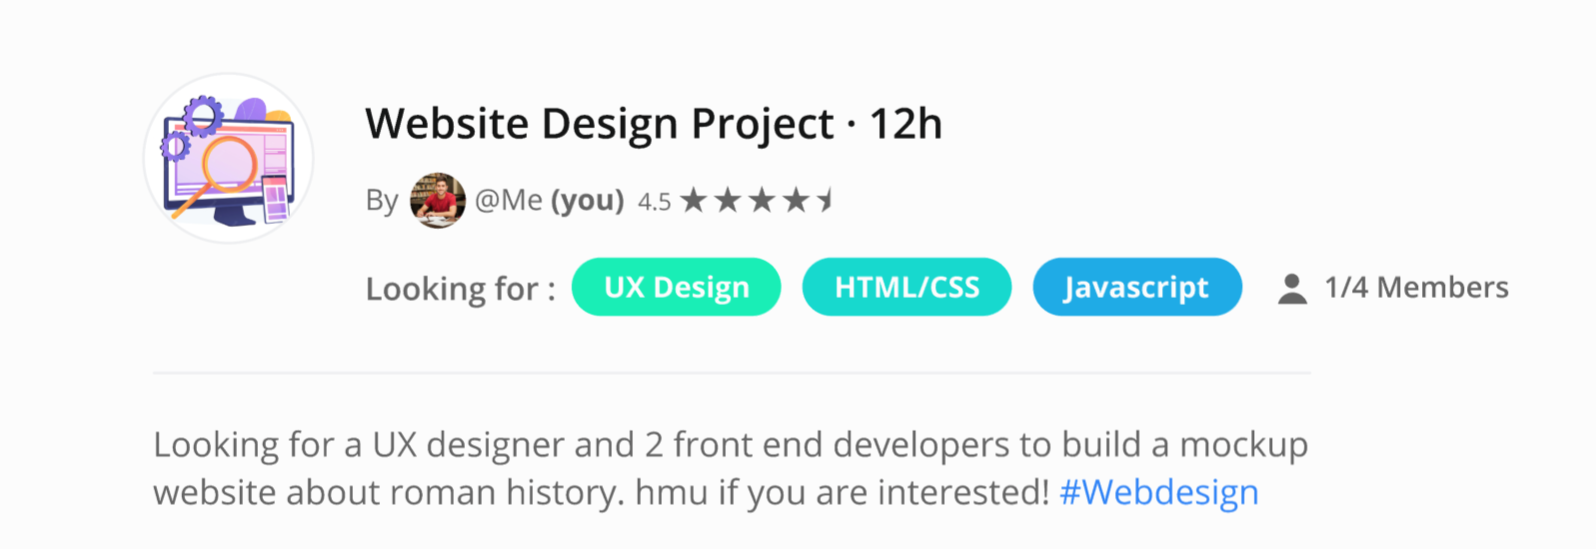 Website Design Project · 12h
By @Me (you) 4.5
Looking for : UX Design HTML/CSS Javascript 1/4 Members
Looking for a UX designer and 2 front end developers to build a mockup
website about roman history. hmu if you are interested! #Webdesign